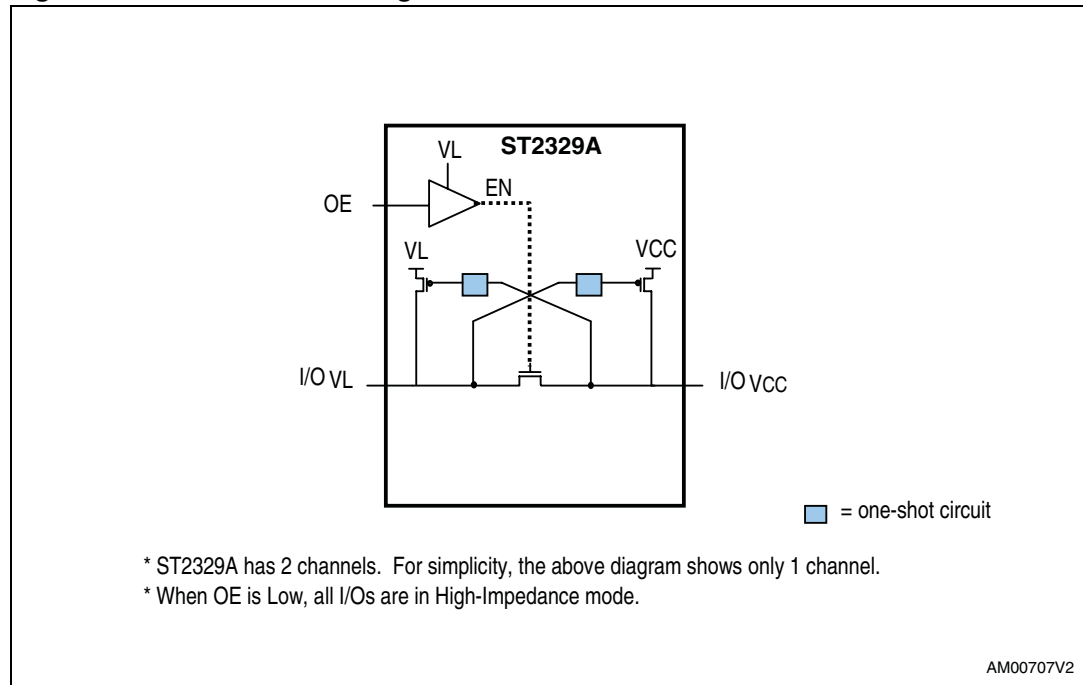 ST2329A
VL
EN
OE
VL
VCC
I/O VL
I/O VCC
= one-shot circuit
* ST2329A has 2 channels. For simplicity, the above diagram shows only 1 channel.
* When OE is Low, all I/Os are in High-Impedance mode.
AM00707V2